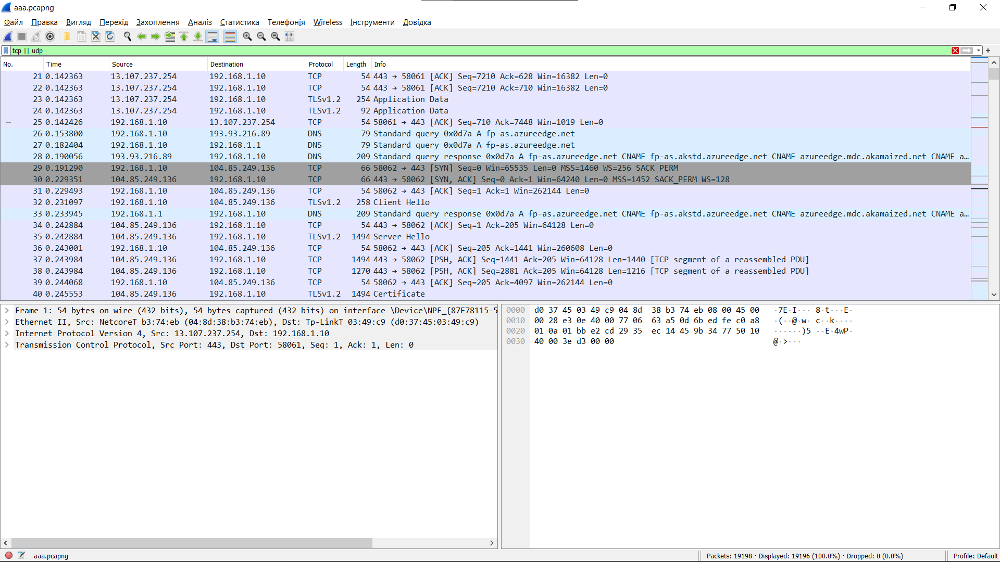 aaa.pcapng
Файл Правка Вигляд Перехід Захоплення Аналіз Статистика Телефонія Wireless Інструменти Довідка
tcp || udp
No. Time Source Destination Protocol Length Info
21 0.142363 13.107.237.254 192.168.1.10 TCP 54 443 → 58061 [ACK] Seq=7210 Ack=628 Win=16382 Len=0
22 0.142363 13.107.237.254 192.168.1.10 TCP 54 443 → 58061 [ACK] Seq=7210 Ack=710 Win=16382 Len=0
23 0.142363 13.107.237.254 192.168.1.10 TLSv1.2 254 Application Data
24 0.142363 13.107.237.254 192.168.1.10 TLSv1.2 92 Application Data
25 0.142426 192.168.1.10 13.107.237.254 TCP 54 58061 → 443 [ACK] Seq=710 Ack=7448 Win=1019 Len=0
26 0.153800 192.168.1.10 193.93.216.89 DNS 79 Standard query 0x0d7a A fp-as.azureedge.net
27 0.182404 192.168.1.10 192.168.1.1 DNS 79 Standard query 0x0d7a A fp-as.azureedge.net
28 0.190056 193.93.216.89 192.168.1.10 DNS 209 Standard query response 0x0d7a A fp-as.azureedge.net CNAME fp-as.akstd.azureedge.net CNAME azureedge.mdc.akamaized.net CNAME a…
29 0.191290 192.168.1.10 104.85.249.136 TCP 66 58062 → 443 [SYN] Seq=0 Win=65535 Len=0 MSS=1460 WS=256 SACK_PERM
30 0.229351 104.85.249.136 192.168.1.10 TCP 66 443 → 58062 [SYN, ACK] Seq=0 Ack=1 Win=64240 Len=0 MSS=1452 SACK_PERM WS=128
31 0.229493 192.168.1.10 104.85.249.136 TCP 54 58062 → 443 [ACK] Seq=1 Ack=1 Win=262144 Len=0
32 0.231097 192.168.1.10 104.85.249.136 TLSv1.2 258 Client Hello
33 0.233945 192.168.1.1 192.168.1.10 DNS 209 Standard query response 0x0d7a A fp-as.azureedge.net CNAME fp-as.akstd.azureedge.net CNAME azureedge.mdc.akamaized.net CNAME a…
34 0.242884 104.85.249.136 192.168.1.10 TCP 54 443 → 58062 [ACK] Seq=1 Ack=205 Win=64128 Len=0
35 0.242884 104.85.249.136 192.168.1.10 TLSv1.2 1494 Server Hello
36 0.243001 192.168.1.10 104.85.249.136 TCP 54 58062 → 443 [ACK] Seq=205 Ack=1441 Win=260608 Len=0
37 0.243984 104.85.249.136 192.168.1.10 TCP 1494 443 → 58062 [PSH, ACK] Seq=1441 Ack=205 Win=64128 Len=1440 [TCP segment of a reassembled PDU]
38 0.243984 104.85.249.136 192.168.1.10 TCP 1270 443 → 58062 [PSH, ACK] Seq=2881 Ack=205 Win=64128 Len=1216 [TCP segment of a reassembled PDU]
39 0.244068 192.168.1.10 104.85.249.136 TCP 54 58062 → 443 [ACK] Seq=205 Ack=4097 Win=262144 Len=0
40 0.245553 104.85.249.136 192.168.1.10 TLSv1.2 1494 Certificate
Frame 1: 54 bytes on wire (432 bits), 54 bytes captured (432 bits) on interface \Device\NPF_{87E78115-5
Ethernet II, Src: NetcoreT_b3:74:eb (04:8d:38:b3:74:eb), Dst: Tp-LinkT_03:49:c9 (d0:37:45:03:49:c9)
Internet Protocol Version 4, Src: 13.107.237.254, Dst: 192.168.1.10
Transmission Control Protocol, Src Port: 443, Dst Port: 58061, Seq: 1, Ack: 1, Len: 0
0000 d0 37 45 03 49 c9 04 8d 38 b3 74 eb 08 00 45 00 ·7E·I··· 8·t···E·
0010 00 28 e3 0e 40 00 77 06 63 a5 0d 6b ed fe c0 a8 ·(··@·w· c··k····
0020 01 0a 01 bb e2 cd 29 35 ec 14 45 9b 34 77 50 10 ······)5 ··E·4wP·
0030 40 00 3e d3 00 00 @·>···
aaa.pcapng
Packets: 19198 · Displayed: 19196 (100.0%) · Dropped: 0 (0.0%)
Profile: Default